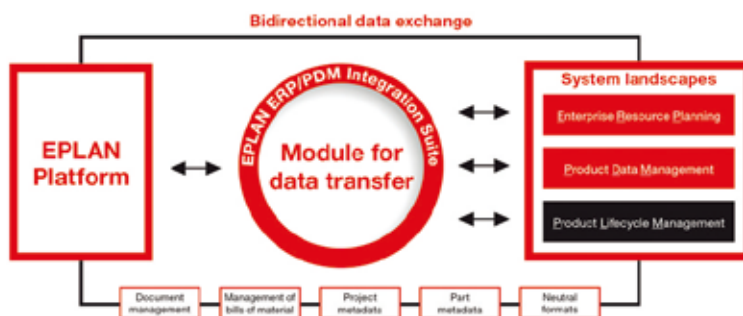 Bidirectional data exchange
EPLAN
Platform
EPLAN ERP/PDM Integration Suite
Module for
data transfer
System landscapes
Enterprise Resource Planning
Product Data Management
Product Lifecycle Management
Document
management
Management of
bills of material
Project
metadata
Part
metadata
Neutral
formats